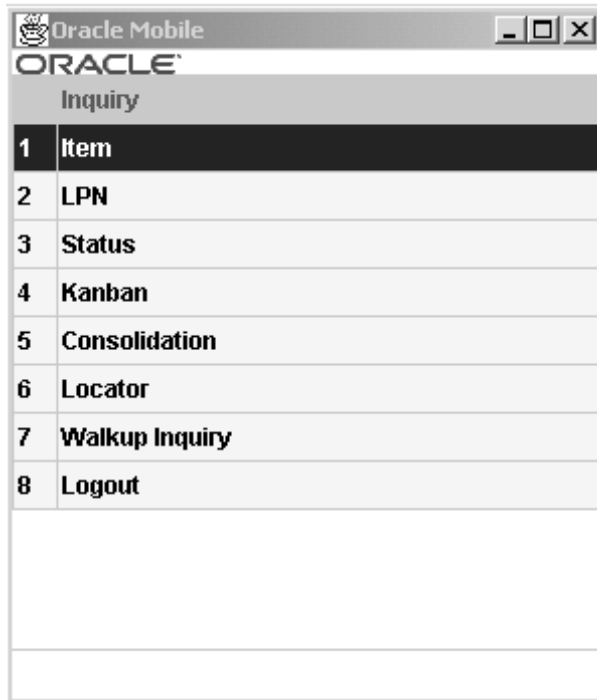 Oracle Mobile
ORACLE
Inquiry
1 Item
2 LPN
3 Status
4 Kanban
5 Consolidation
6 Locator
7 Walkup Inquiry
8 Logout